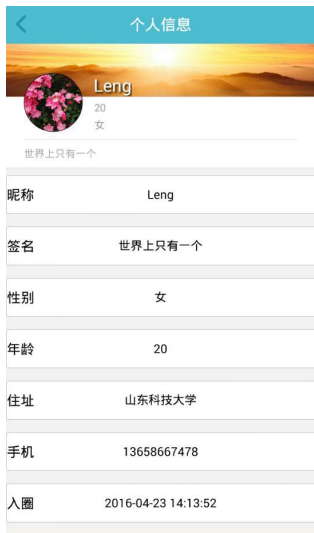 个人信息
Leng
20
女
世界上只有一个
昵称 Leng
签名 世界上只有一个
性别 女
年龄 20
住址 山东科技大学
手机 13658667478
入圈 2016-04-23 14:13:52